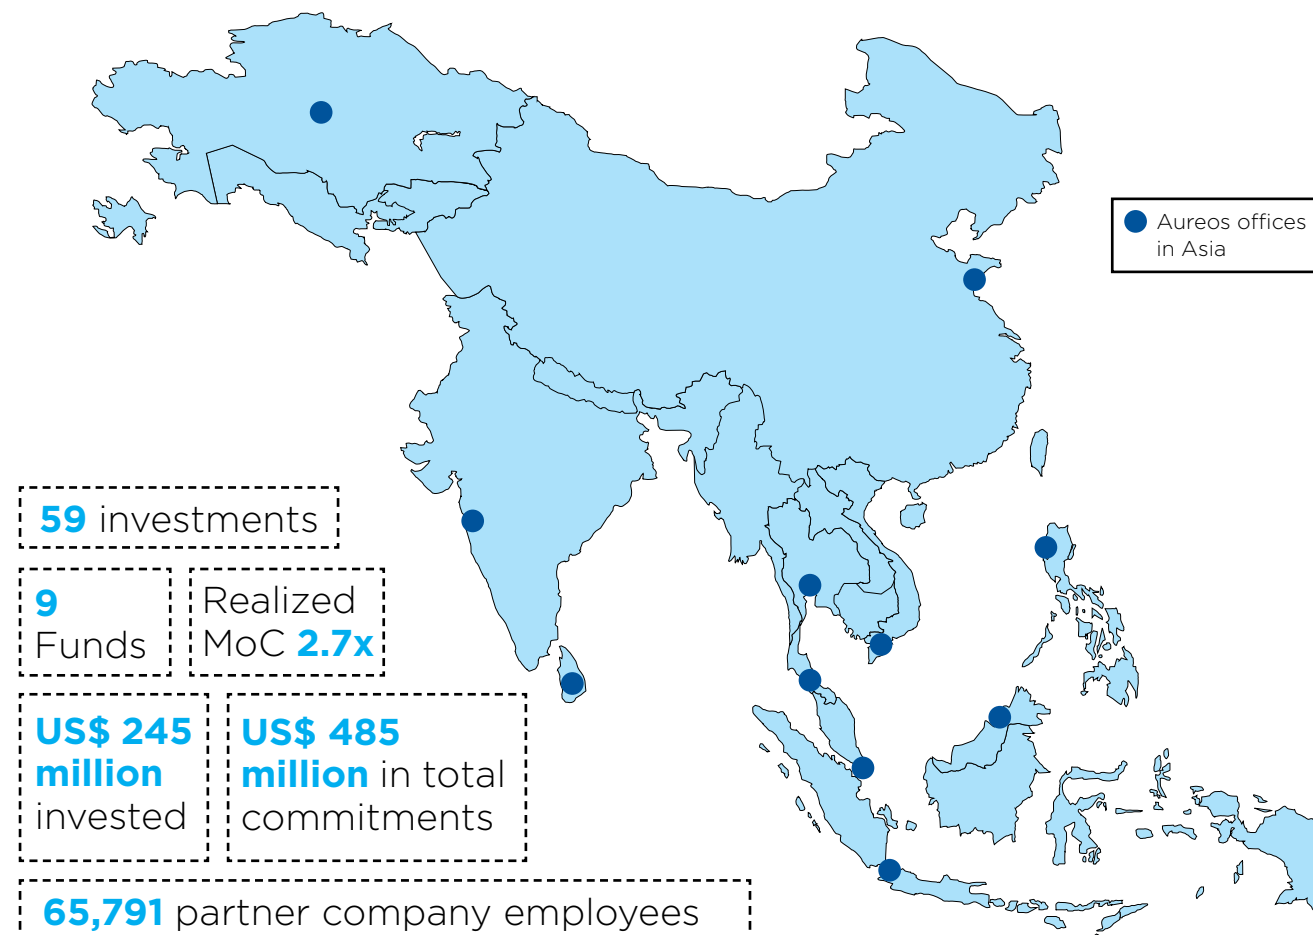 Aureos offices
in Asia
59 investments
9
Funds
Realized
MoC 2.7x
US$ 245
million
invested
US$ 485
million in total
commitments
65,791 partner company employees